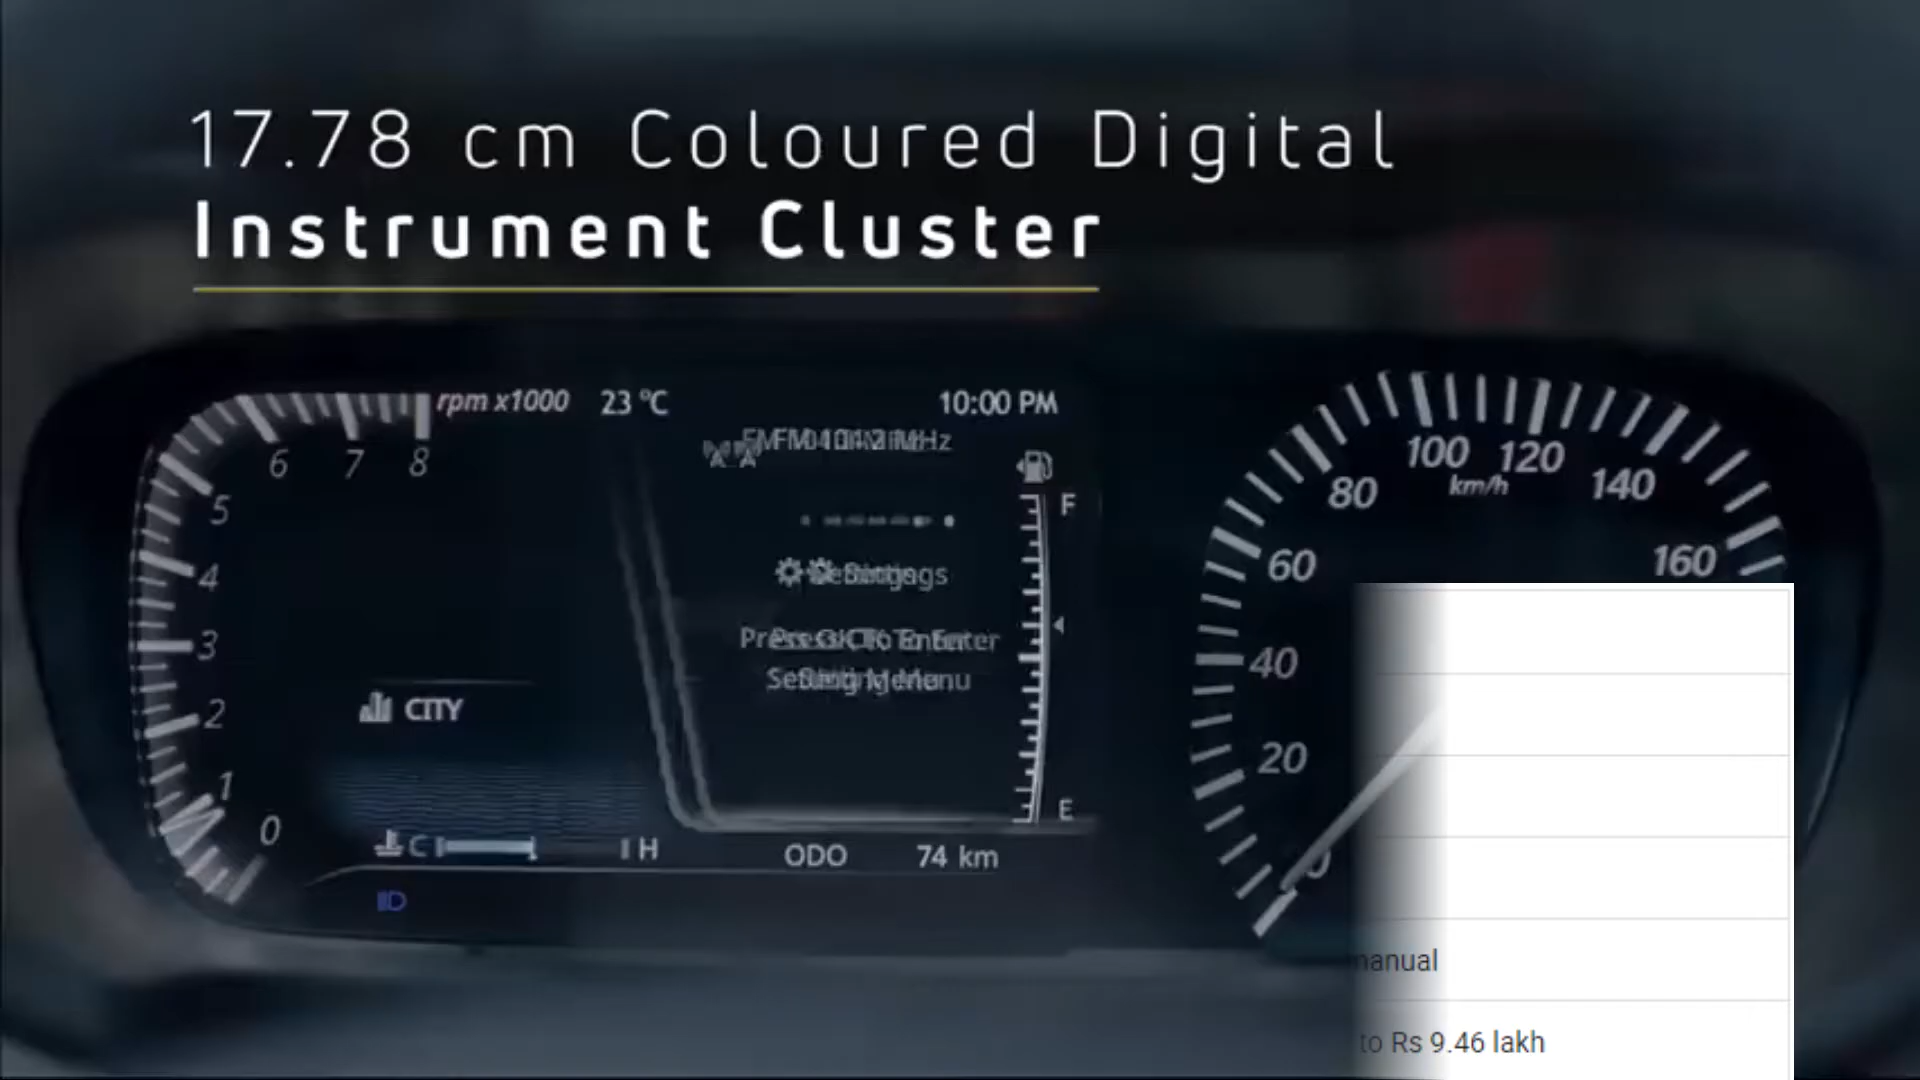 17.78 cm Coloured Digital
Instrument Cluster
rpm x1000
23 °C
10:00 PM
6
7
8
5
4
3
2
1
0
CITY
C
H
F
E
ODO
74 km
100
120
km/h
80
140
60
160
40
20
to Rs 9.46 lakh